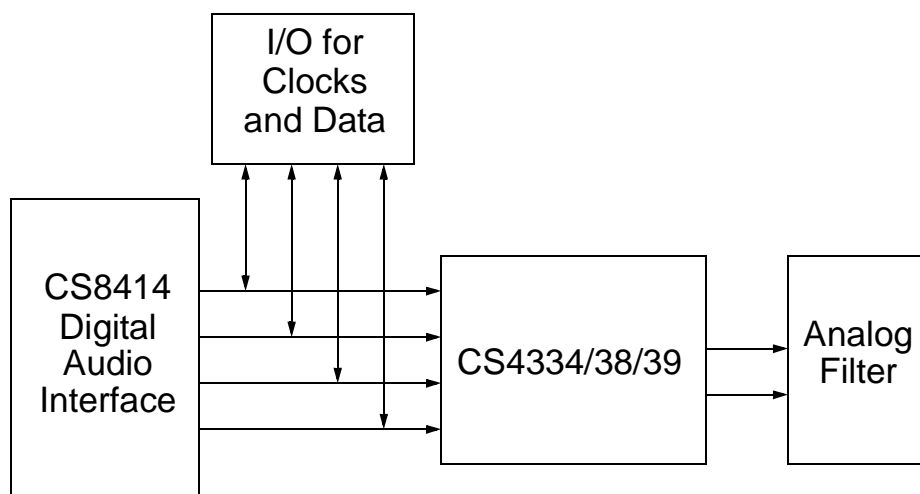 I/O for
Clocks
and Data
CS8414
Digital
Audio
Interface
CS4334/38/39
Analog
Filter